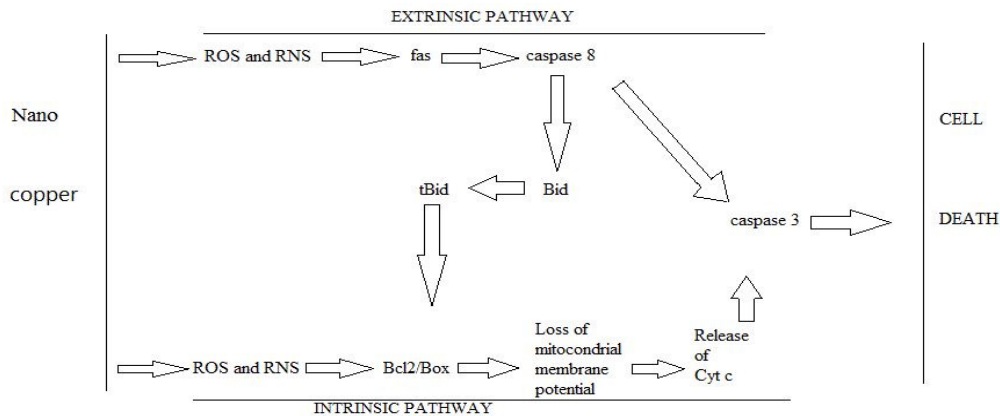 EXTRINSIC PATHWAY
ROS and RNS
fas
caspase 8
Nano
copper
CELL
DEATH
tBid
Bid
caspase 3
ROS and RNS
Bcl2/Box
Loss of
mitocondrial
membrane
potential
Release
of
Cyt c
INTRINSIC PATHWAY